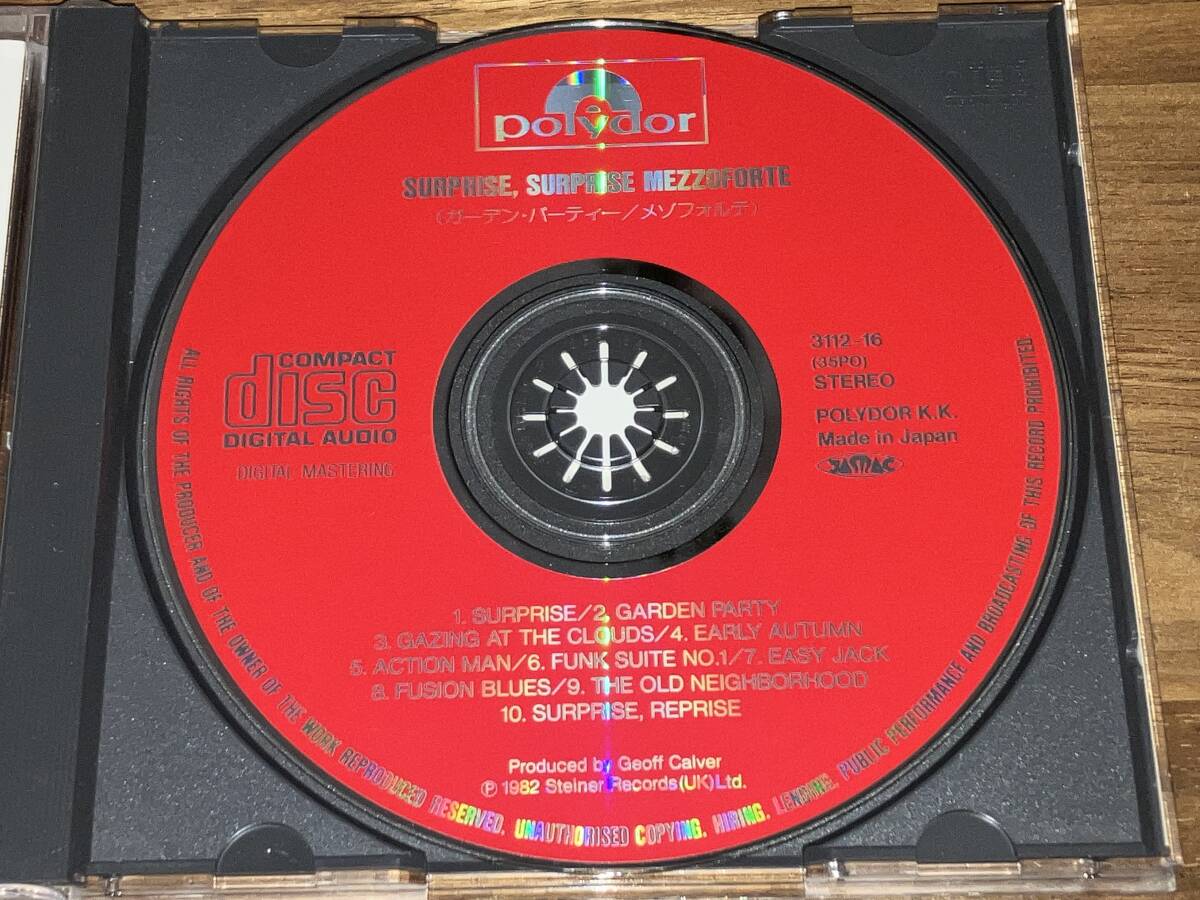 polydor
SURPRISE, SURPRISE MEZZOFORTE
(ガーデン・パーティー/メゾフォルテ)
COMPACT
disc
DIGITAL AUDIO
DIGITAL MASTERING
3112-16
(35PO)
STEREO
POLYDOR K.K.
Made in Japan
JASRAC
1. SURPRISE/2. GARDEN PARTY
3. GAZING AT THE CLOUDS/4. EARLY AUTUMN
5. ACTION MAN/6. FUNK SUITE NO.1/7. EASY JACK
8. FUSION BLUES/9. THE OLD NEIGHBORHOOD
10. SURPRISE, REPRISE
Produced by Geoff Calver
Ⓟ 1982 Steiner Records(UK)Ltd.
ALL RIGHTS OF THE PRODUCER AND OF THE OWNER OF THE WORK REPRODUCED RESERVED. UNAUTHORISED COPYING, HIRING, LENDING, PUBLIC PERFORMANCE AND BROADCASTING OF THIS RECORD PROHIBITED.